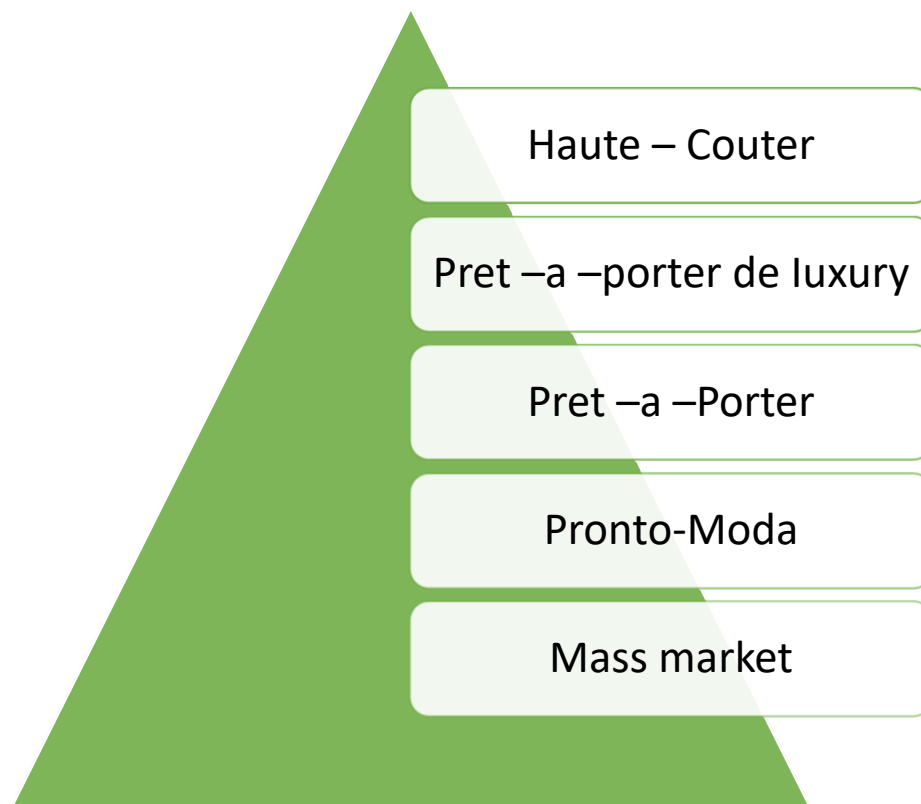 Haute – Couter
Pret –a –porter de luxury
Pret –a –Porter
Pronto-Moda
Mass market